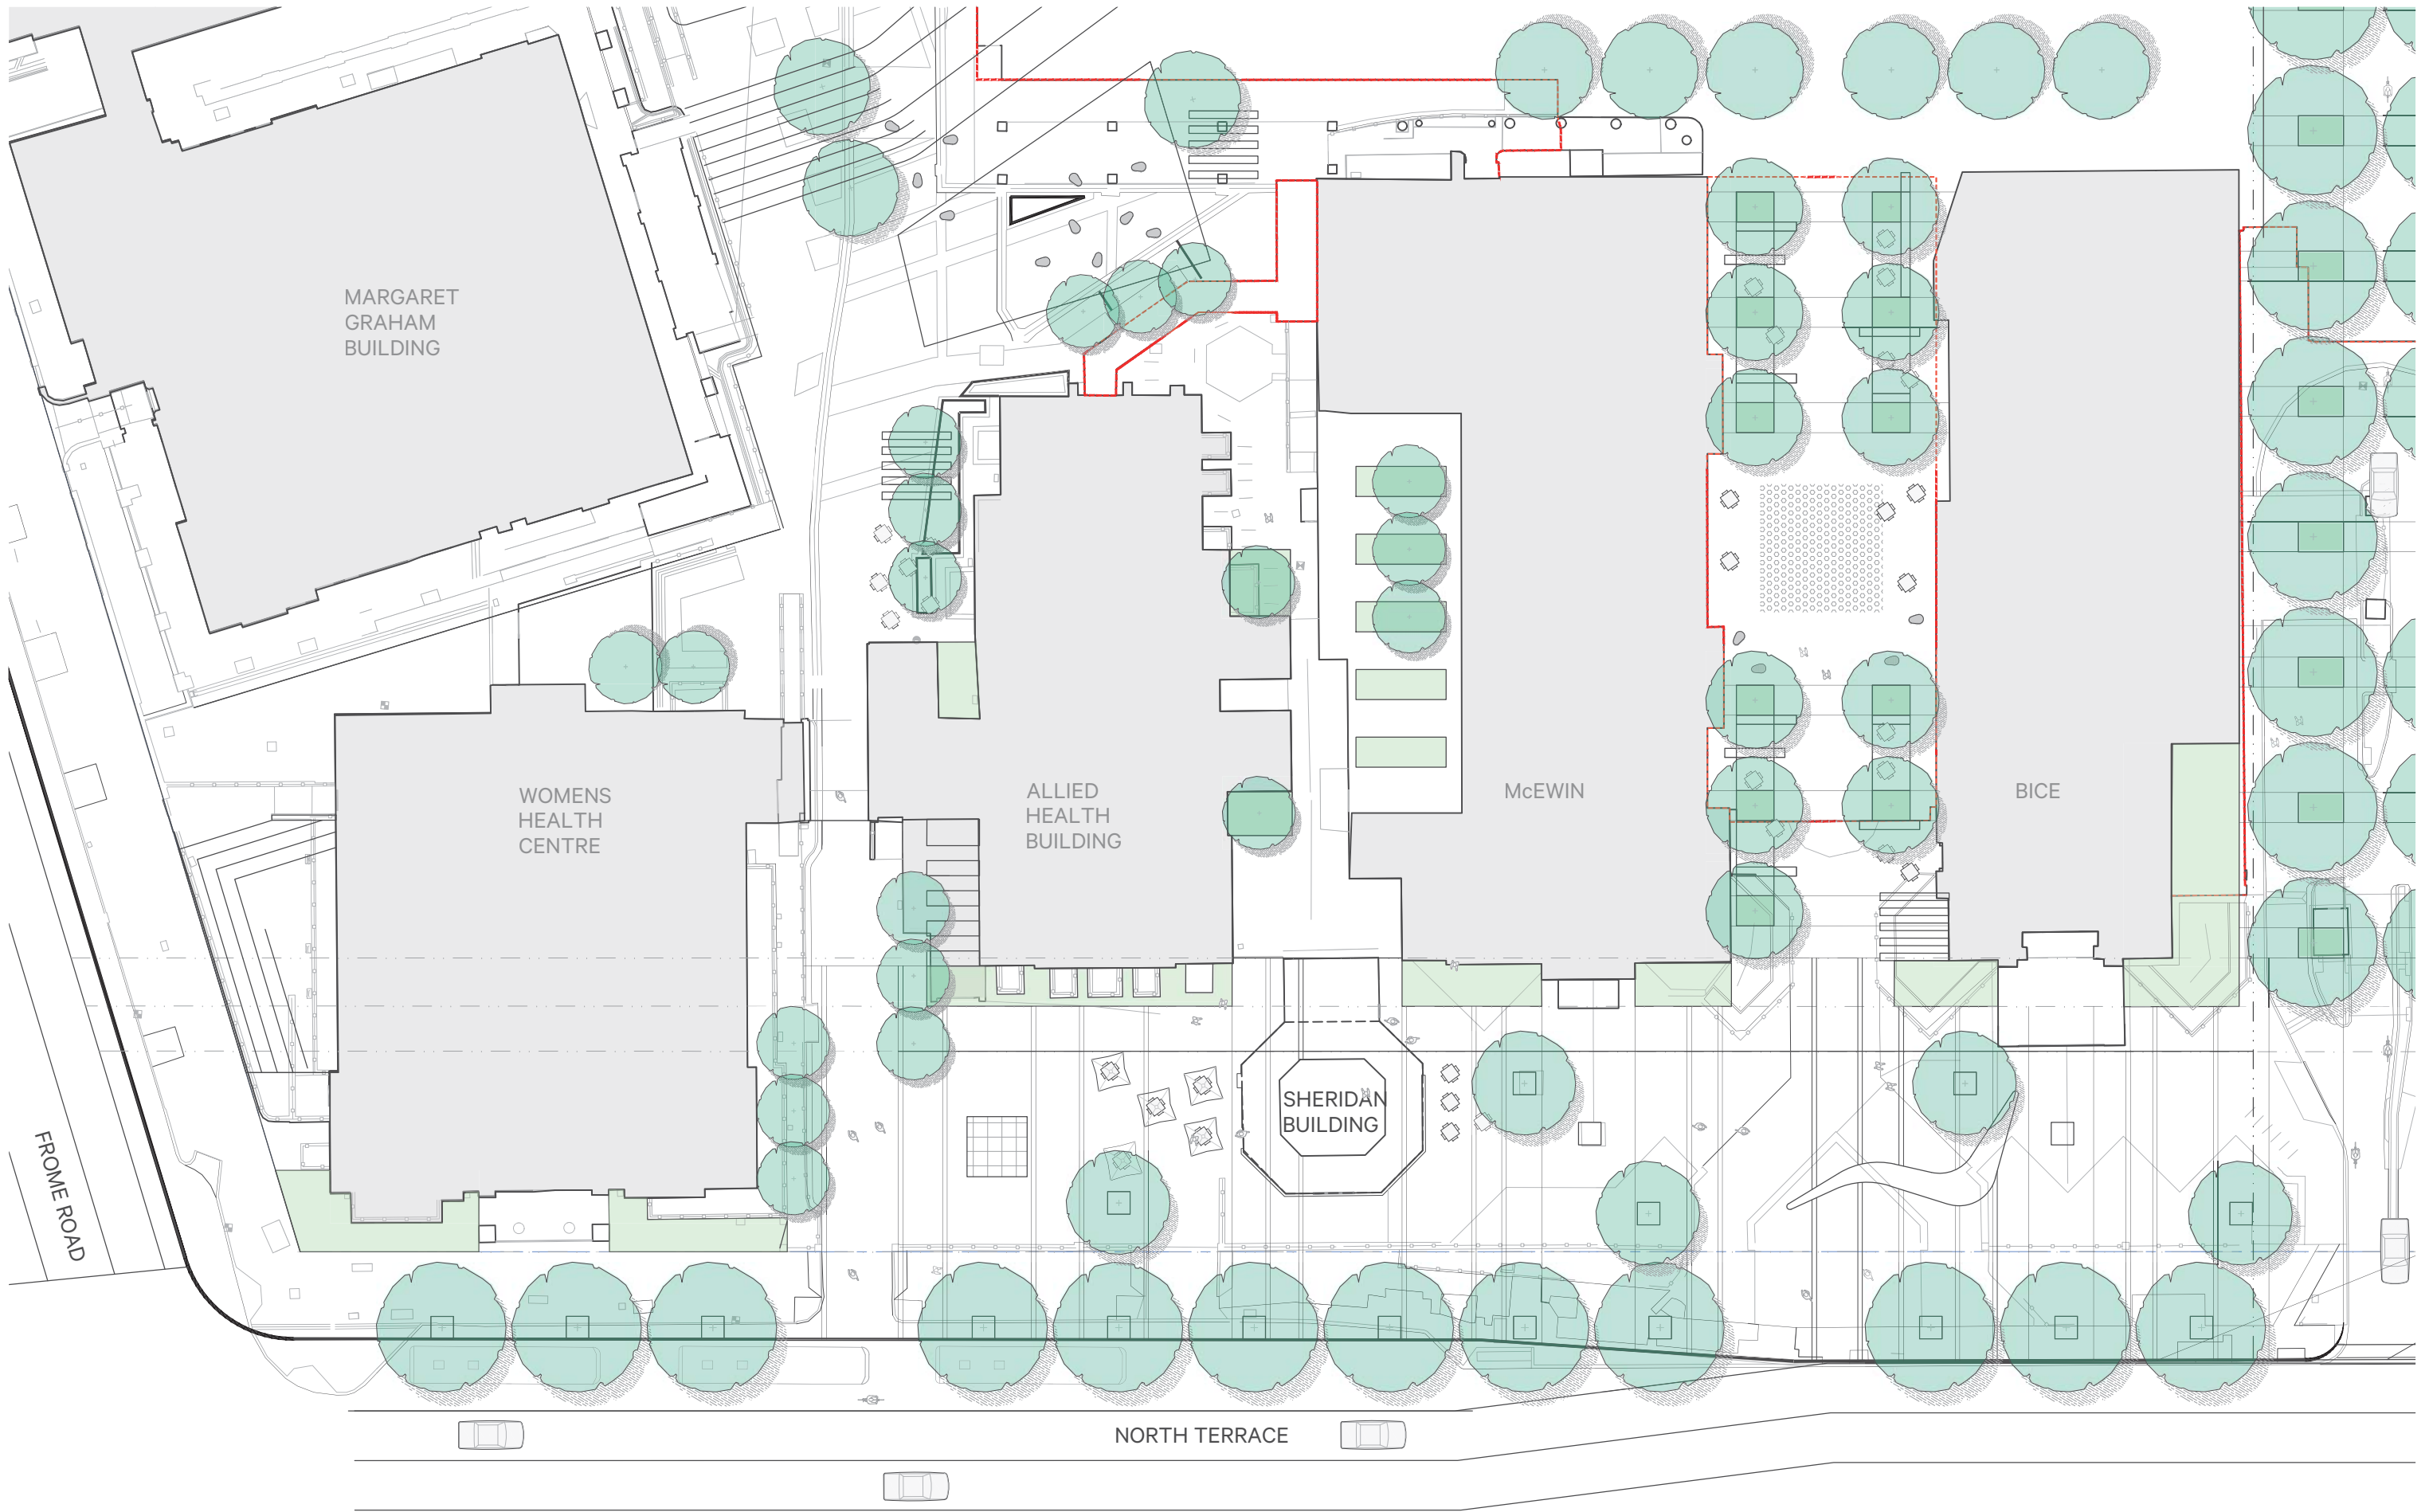 MARGARET
GRAHAM
BUILDING
WOMENS
HEALTH
CENTRE
ALLIED
HEALTH
BUILDING
McEWIN
BICE
SHERIDAN
BUILDING
FROME ROAD
NORTH TERRACE